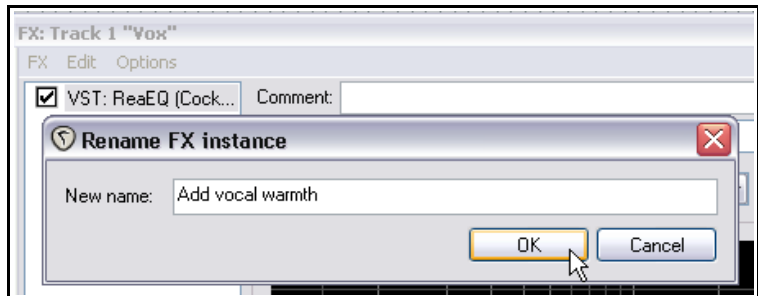 FX: Track 1 "Vox"
FX Edit Options
VST: ReaEQ (Cock... Comment:
Rename FX instance
New name: Add vocal warmth
OK Cancel